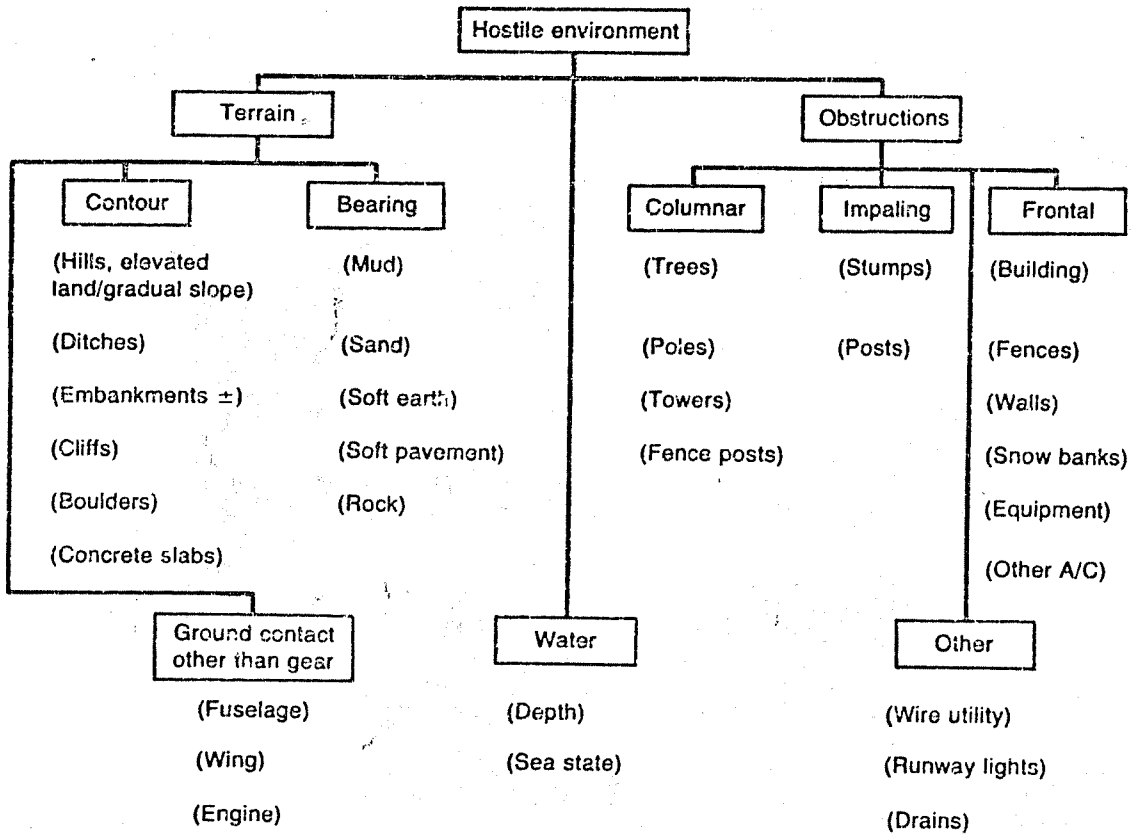 Hostile environment
Terrain
Obstructions
Contour
Bearing
Columnar
Impaling
Frontal
(Hills, elevated
land/gradual slope)
(Mud)
(Trees)
(Stumps)
(Building)
(Ditches)
(Sand)
(Poles)
(Posts)
(Fences)
(Embankments ±)
(Soft earth)
(Towers)
(Walls)
(Cliffs)
(Soft pavement)
(Fence posts)
(Snow banks)
(Boulders)
(Rock)
(Equipment)
(Concrete slabs)
(Other A/C)
Ground contact
other than gear
Water
Other
(Fuselage)
(Depth)
(Wire utility)
(Wing)
(Sea state)
(Runway lights)
(Engine)
(Drains)